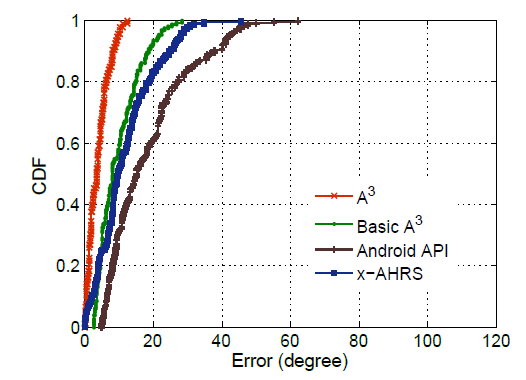 1
0.8
0.6
0.4
0.2
0
CDF
0 20 40 60 80 100 120
Error (degree)
A³
Basic A³
Android API
x−AHRS